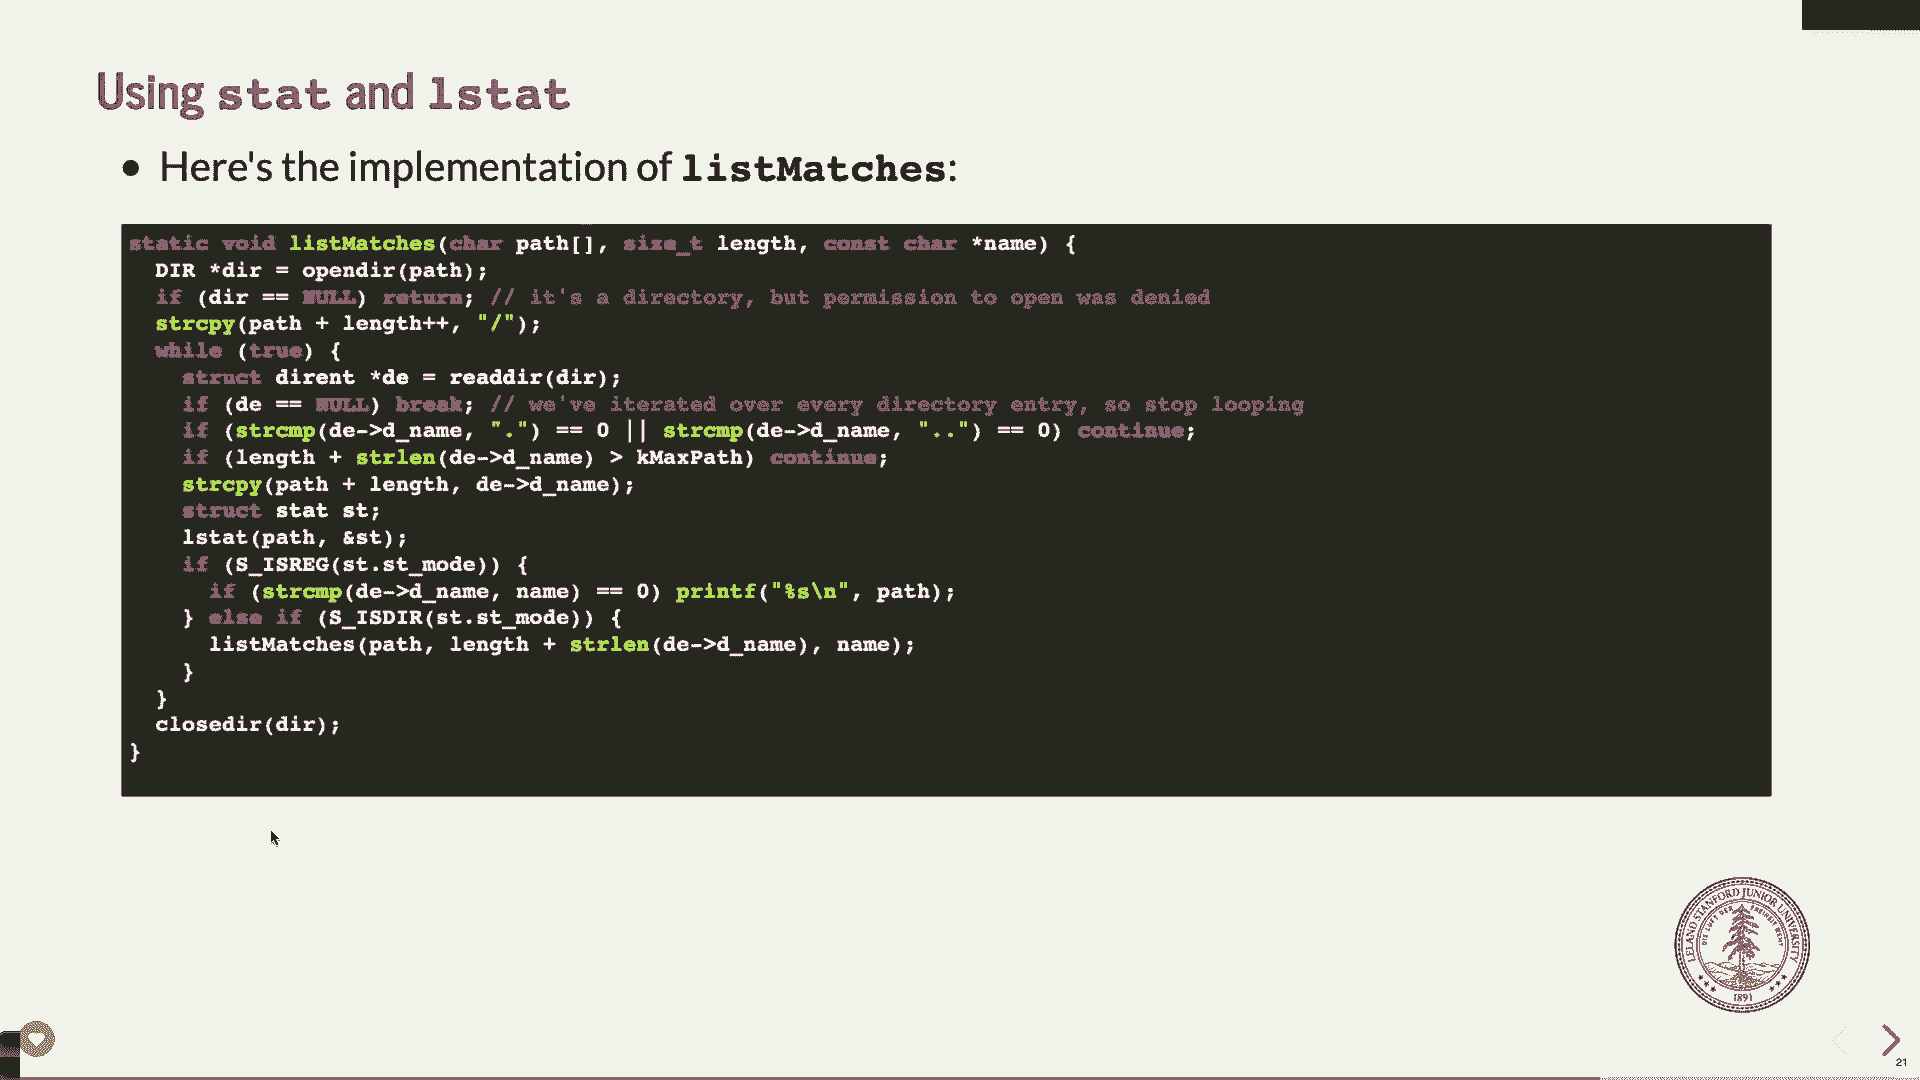 Using stat and lstat
Here's the implementation of listMatches:
static void listMatches(char path[], size_t length, const char *name) {
  DIR *dir = opendir(path);
  if (dir == NULL) return; // it's a directory, but permission to open was denied
  strcpy(path + length++, "/");
  while (true) {
    struct dirent *de = readdir(dir);
    if (de == NULL) break; // we've iterated over every directory entry, so stop looping
    if (strcmp(de->d_name, ".") == 0 || strcmp(de->d_name, "..") == 0) continue;
    if (length + strlen(de->d_name) > kMaxPath) continue;
    strcpy(path + length, de->d_name);
    struct stat st;
    lstat(path, &st);
    if (S_ISREG(st.st_mode)) {
      if (strcmp(de->d_name, name) == 0) printf("%s\n", path);
    } else if (S_ISDIR(st.st_mode)) {
      listMatches(path, length + strlen(de->d_name), name);
    }
  }
  closedir(dir);
}
LELAND STANFORD JUNIOR UNIVERSITY
DIE LUFT DER FREIHEIT WEHT
1891
21